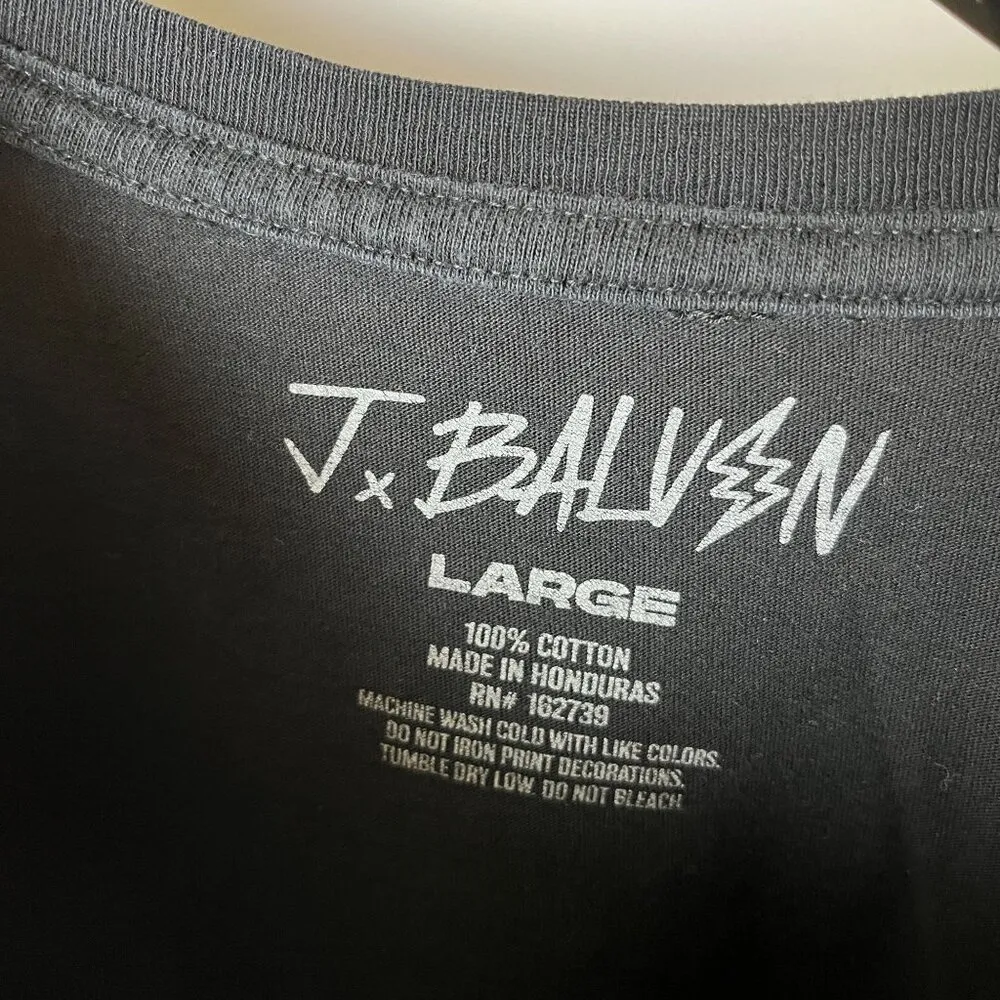 J x BALVEN
LARGE
100% COTTON
MADE IN HONDURAS
RN# 162739
MACHINE WASH COLD WITH LIKE COLORS.
DO NOT IRON PRINT DECORATIONS.
TUMBLE DRY LOW. DO NOT BLEACH